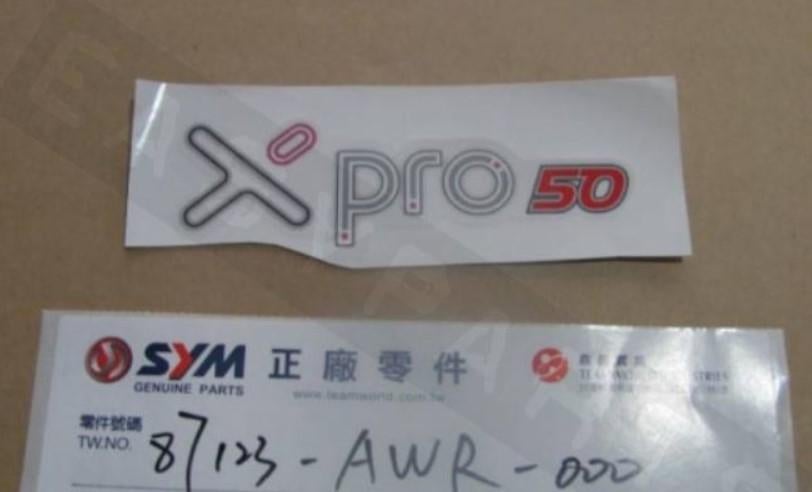 X pro 50
SYM 正廠零件
GENUINE PARTS
www.teamworld.com.tw
零件號碼
TW.NO. 87123-AWR-000